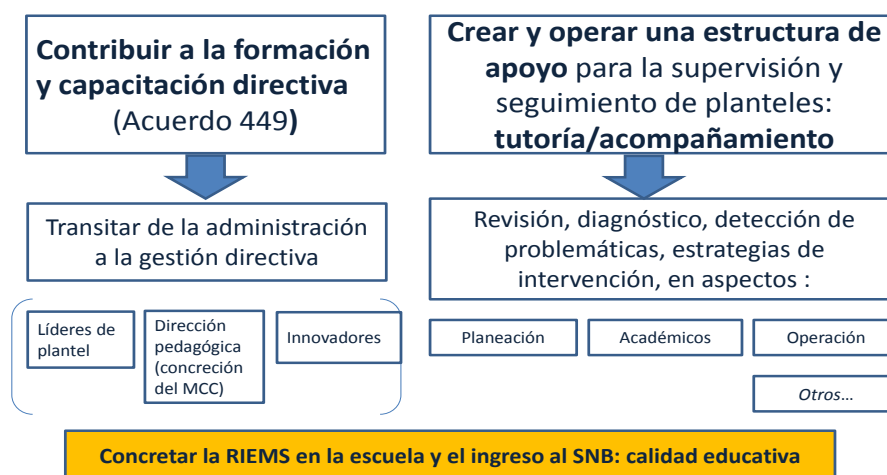 Contribuir a la formación
y capacitación directiva
(Acuerdo 449)
Transitar de la administración
a la gestión directiva
Líderes de
plantel
Dirección
pedagógica
(concreción
del MCC)
Innovadores
Crear y operar una estructura de
apoyo para la supervisión y
seguimiento de planteles:
tutoría/acompañamiento
Revisión, diagnóstico, detección de
problemáticas, estrategias de
intervención, en aspectos :
Planeación
Académicos
Operación
Otros...
Concretar la RIEMS en la escuela y el ingreso al SNB: calidad educativa